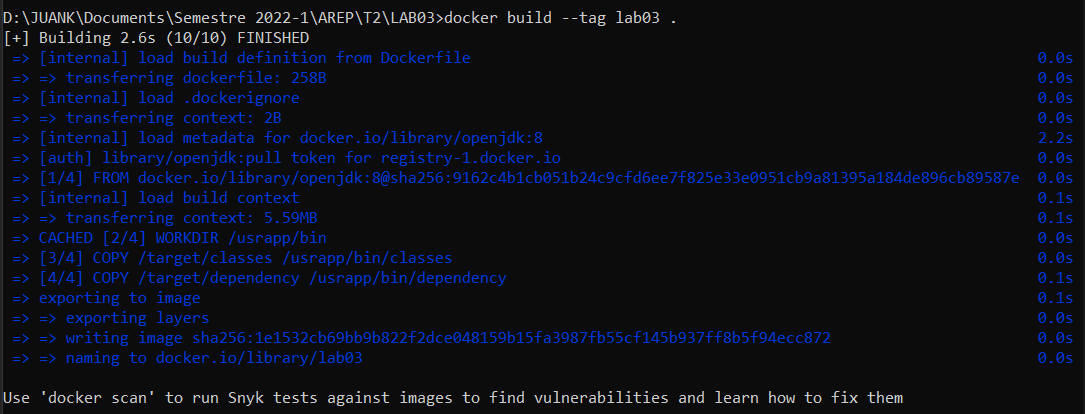 D:\JUANK\Documents\Semestre 2022-1\AREP\T2\LAB03>docker build --tag lab03 .
[+] Building 2.6s (10/10) FINISHED
=> [internal] load build definition from Dockerfile 0.0s
=> => transferring dockerfile: 258B 0.0s
=> [internal] load .dockerignore 0.0s
=> => transferring context: 2B 0.0s
=> [internal] load metadata for docker.io/library/openjdk:8 2.2s
=> [auth] library/openjdk:pull token for registry-1.docker.io 0.0s
=> [1/4] FROM docker.io/library/openjdk:8@sha256:9162c4b1cb051b24c9cfd6ee7f825e33e0951cb9a81395a184de896cb89587e 0.0s
=> [internal] load build context 0.1s
=> => transferring context: 5.59MB 0.1s
=> CACHED [2/4] WORKDIR /usrapp/bin 0.0s
=> [3/4] COPY /target/classes /usrapp/bin/classes 0.0s
=> [4/4] COPY /target/dependency /usrapp/bin/dependency 0.1s
=> exporting to image 0.1s
=> => exporting layers 0.0s
=> => writing image sha256:1e1532cb69bb9b822f2dce048159b15fa3987fb55cf145b937ff8b5f94ecc872 0.0s
=> => naming to docker.io/library/lab03 0.0s
Use 'docker scan' to run Snyk tests against images to find vulnerabilities and learn how to fix them